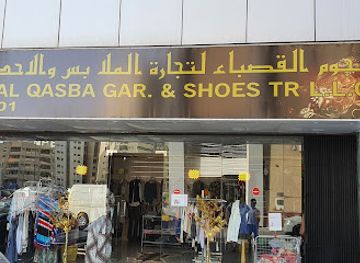 نجوم القصباء لتجارة الملابس والاحذ
AL QASBA GAR. & SHOES TR L.L.C
01